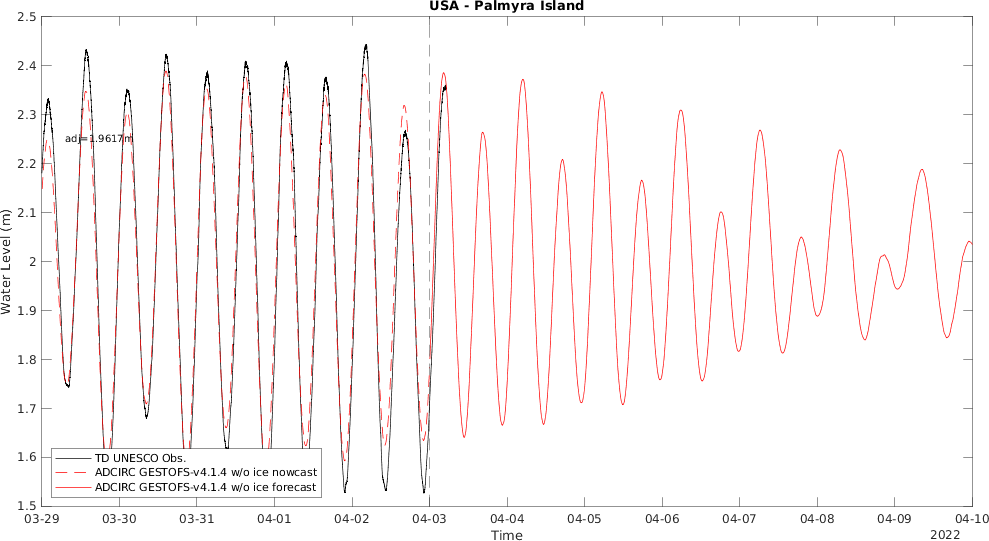 USA - Palmyra Island
2.5
2.4
2.3
2.2
2.1
2
1.9
1.8
1.7
1.6
1.5
Water Level (m)
adj=1.9617m
TD UNESCO Obs.
ADCIRC GESTOFS-v4.1.4 w/o ice nowcast
ADCIRC GESTOFS-v4.1.4 w/o ice forecast
03-29 03-30 03-31 04-01 04-02 04-03 04-04 04-05 04-06 04-07 04-08 04-09 04-10
Time
2022